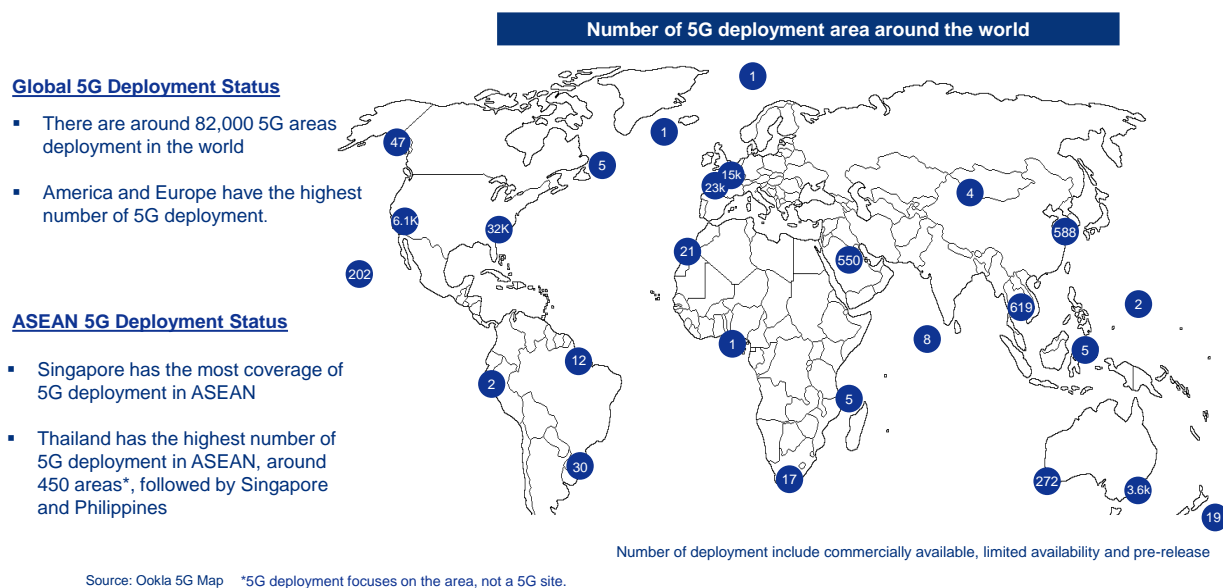 Number of 5G deployment area around the world
Global 5G Deployment Status
▪ There are around 82,000 5G areas
deployment in the world
▪ America and Europe have the highest
number of 5G deployment.
ASEAN 5G Deployment Status
▪ Singapore has the most coverage of
5G deployment in ASEAN
▪ Thailand has the highest number of
5G deployment in ASEAN, around
450 areas*, followed by Singapore
and Philippines
1
1
47
5
15k
23k
4
6.1K
32K
588
21
550
202
619
2
1
8
5
12
2
5
30
17
272
3.6k
19
Number of deployment include commercially available, limited availability and pre-release
Source: Ookla 5G Map *5G deployment focuses on the area, not a 5G site.